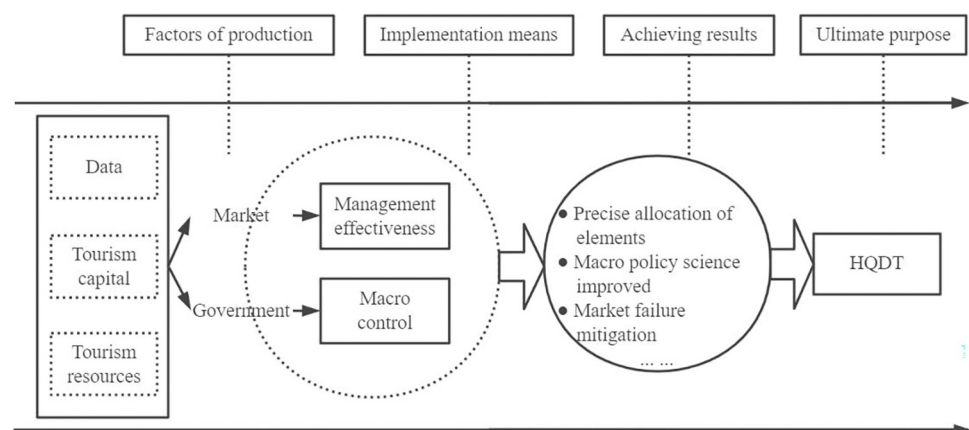 Factors of production
Implementation means
Achieving results
Ultimate purpose
Data
Tourism
capital
Tourism
resources
Market
Government
Management
effectiveness
Macro
control
● Precise allocation of
elements
● Macro policy science
improved
● Market failure
mitigation
... ...
HQDT